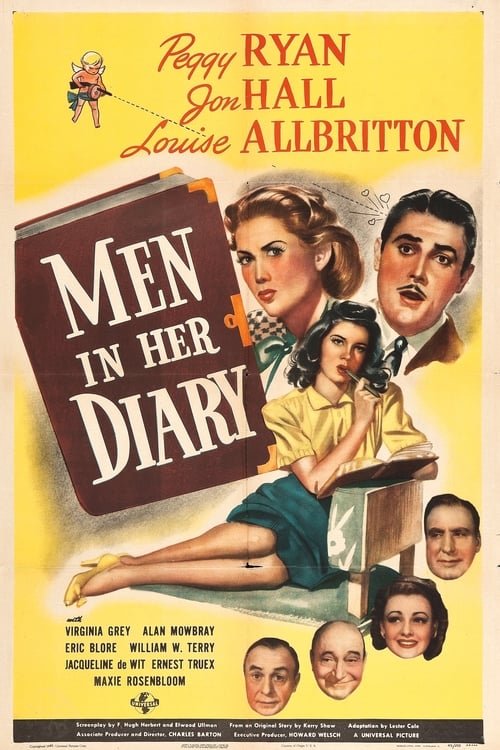 Peggy RYAN
Jon HALL
Louise ALLBRITTON
MEN
IN HER
DIARY
with
VIRGINIA GREY ALAN MOWBRAY
ERIC BLORE WILLIAM W. TERRY
JACQUELINE de WIT ERNEST TRUEX
MAXIE ROSENBLOOM
UNIVERSAL
Screenplay by F. Hugh Herbert and Elwood Ullman From an Original Story by Kerry Shaw Adaptation by Lester Cole
Associate Producer and Director, CHARLES BARTON Executive Producer, HOWARD WELSCH A UNIVERSAL PICTURE